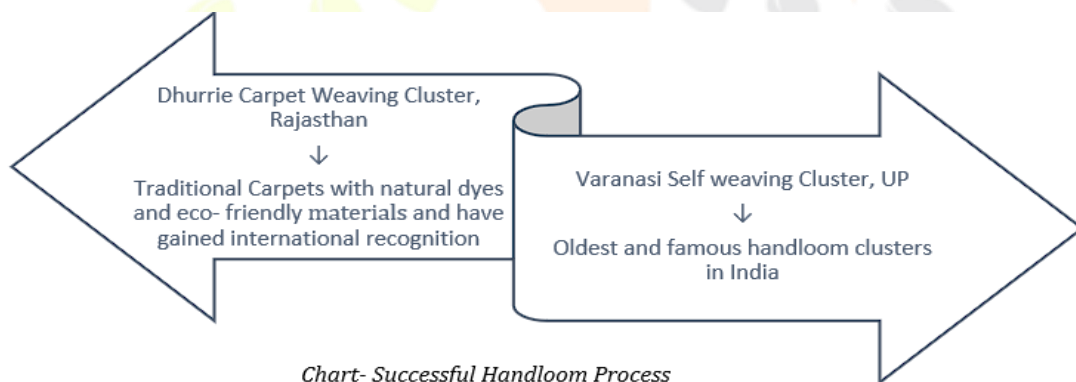 Dhurrie Carpet Weaving Cluster,
Rajasthan
↓
Traditional Carpets with natural dyes
and eco- friendly materials and have
gained international recognition
Varanasi Self weaving Cluster, UP
↓
Oldest and famous handloom clusters
in India
Chart- Successful Handloom Process